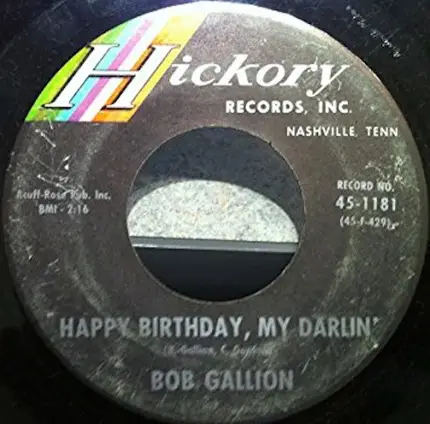 Hickory
RECORDS, INC.
NASHVILLE, TENN
Acuff-Rose Pub. Inc.
BMI - 2:16
RECORD NO.
45-1181
(45-F-429)
HAPPY BIRTHDAY, MY DARLIN'
Gallion,
BOB GALLION